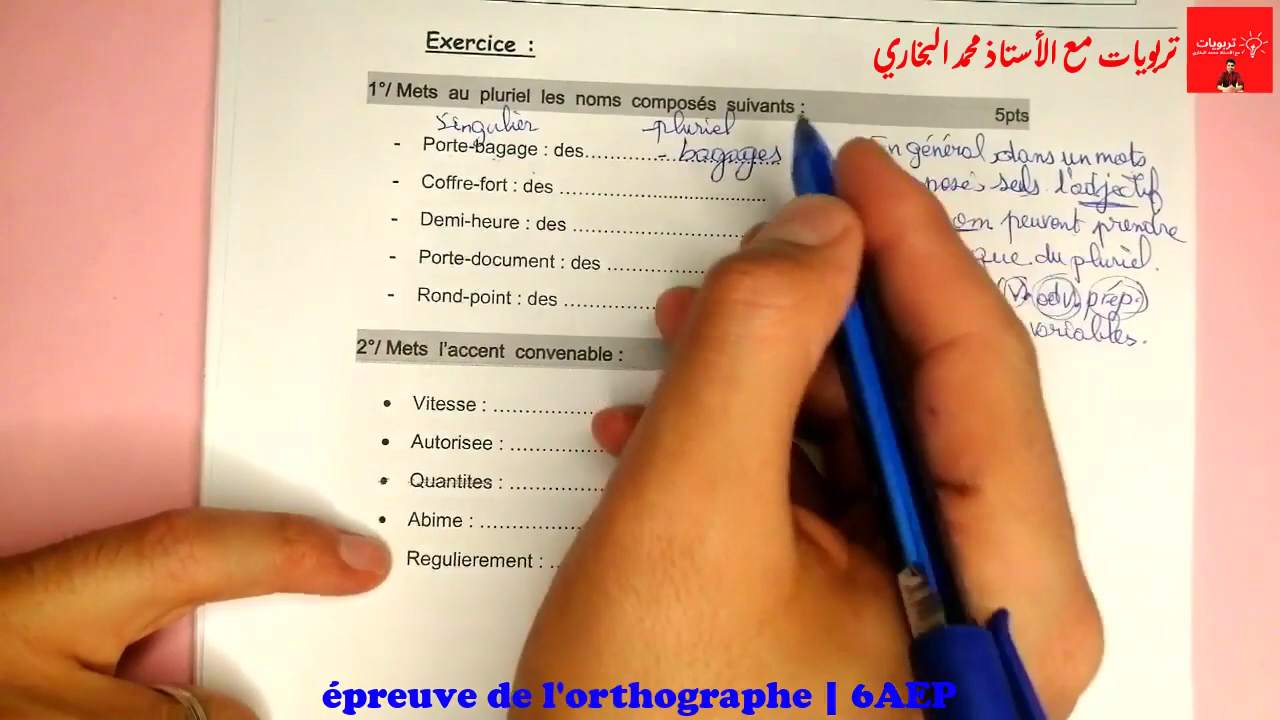 تربويات مع الأستاذ محمد البخاري
تربويات
Exercice :
1°/ Mets au pluriel les noms composés suivants :
5pts
Singulier
pluriel
- Porte-bagage : des..................- bagages
- Coffre-fort : des ......................................
- Demi-heure : des ................................
- Porte-document : des ..................
- Rond-point : des .................
En général dans un mots
posés seuls l'adjectif
om peuvent prendre
que du pluriel.
(V, adv, prép.)
variables.
2°/ Mets l'accent convenable :
• Vitesse : ...................
• Autorisee : .................
• Quantites : .................
• Abime : ...................
Regulierement : ..
épreuve de l'orthographe | 6AEP